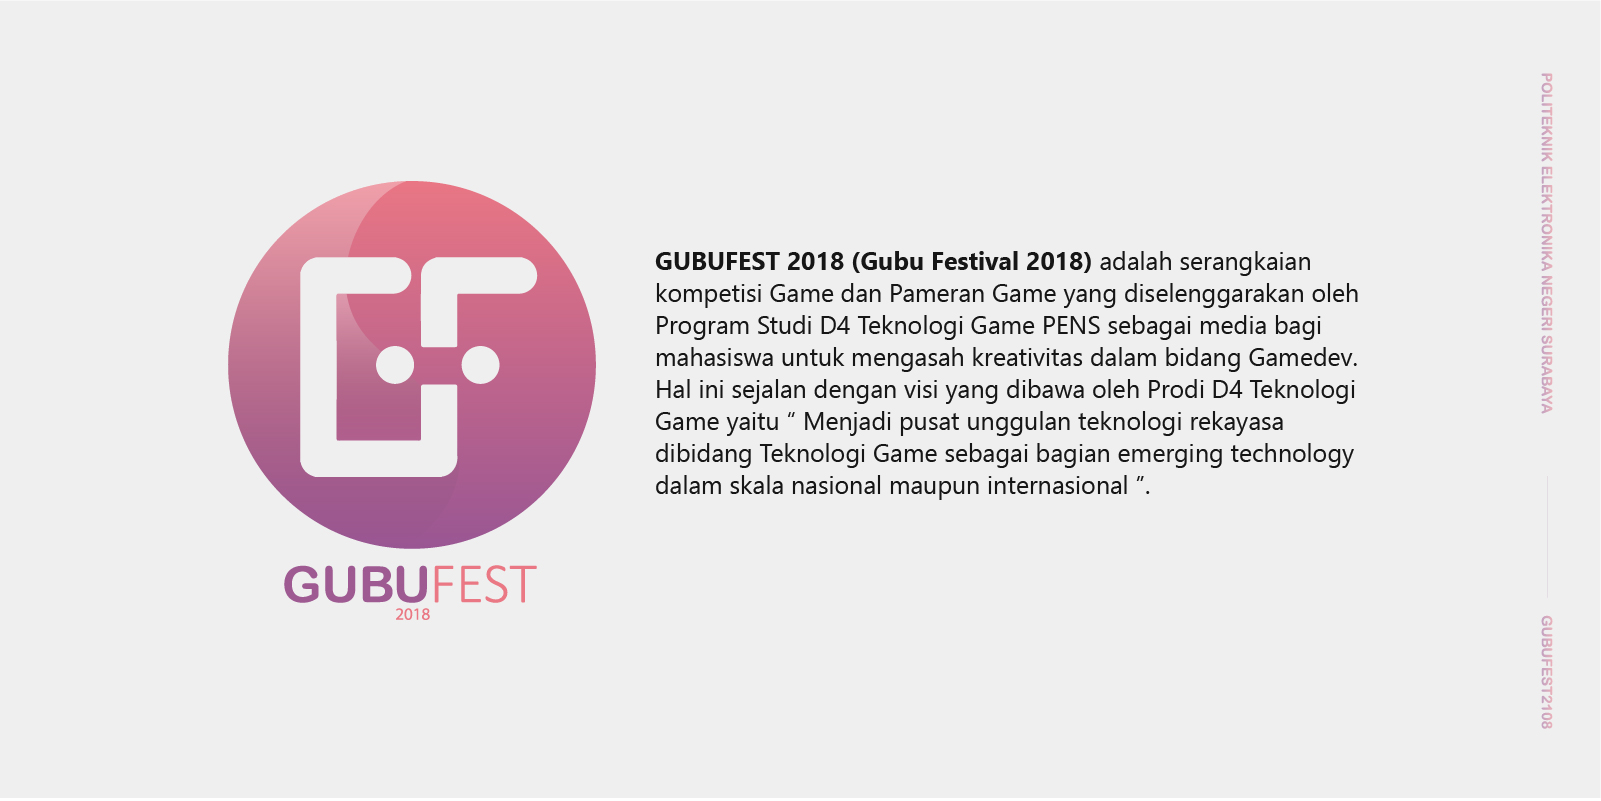 GUBUFEST
2018
GUBUFEST 2018 (Gubu Festival 2018) adalah serangkaian
kompetisi Game dan Pameran Game yang diselenggarakan oleh
Program Studi D4 Teknologi Game PENS sebagai media bagi
mahasiswa untuk mengasah kreativitas dalam bidang Gamedev.
Hal ini sejalan dengan visi yang dibawa oleh Prodi D4 Teknologi
Game yaitu “ Menjadi pusat unggulan teknologi rekayasa
dibidang Teknologi Game sebagai bagian emerging technology
dalam skala nasional maupun internasional ”.
POLITEKNIK ELEKTRONIKA NEGERI SURABAYA
GUBUFEST2108